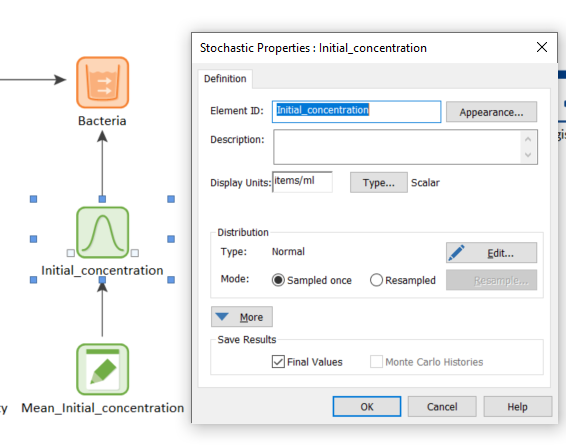 Stochastic Properties : Initial_concentration
Definition
Element ID: Initial_concentration Appearance...
Description:
Display Units: items/ml Type... Scalar
Distribution
Type: Normal Edit...
Mode: Sampled once Resampled Resample...
More
Save Results
Final Values Monte Carlo Histories
OK Cancel Help
Bacteria
Initial_concentration
Mean_Initial_concentration